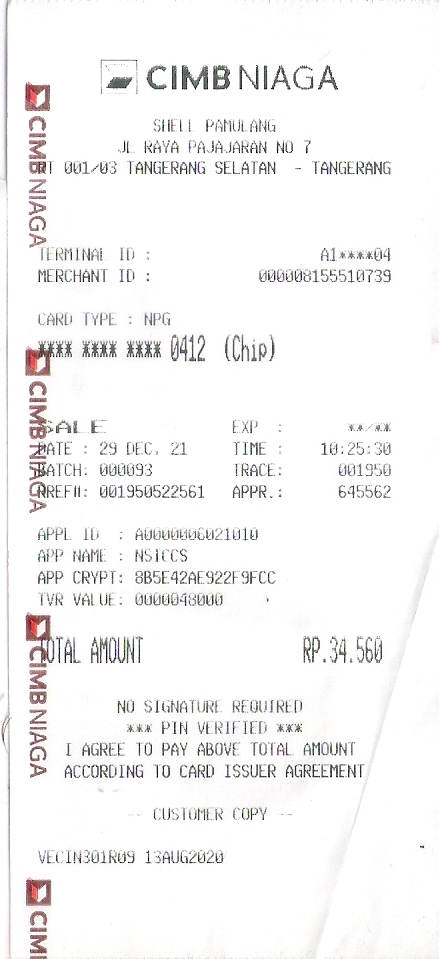 CIMB NIAGA
SHELL PAMULANG
JL RAYA PAJAJARAN NO 7
RT 001/03 TANGERANG SELATAN - TANGERANG
TERMINAL ID : A1****04
MERCHANT ID : 000008155510739
CARD TYPE : NPG
**** **** **** 0412 (Chip)
SALE EXP : **/**
DATE : 29 DEC, 21 TIME : 10:25:30
BATCH: 000093 TRACE: 001950
RREF#: 001950522561 APPR.: 645562
APPL ID : A0000006021010
APP NAME : NSICCS
APP CRYPT: 8B5E42AE922F9FCC
TVR VALUE: 0000048000
TOTAL AMOUNT RP.34.560
NO SIGNATURE REQUIRED
*** PIN VERIFIED ***
I AGREE TO PAY ABOVE TOTAL AMOUNT
ACCORDING TO CARD ISSUER AGREEMENT
-- CUSTOMER COPY --
VECIN301R09 13AUG2020
CIMB NIAGA
CIMB NIAGA
CIMB NIAGA
CIM